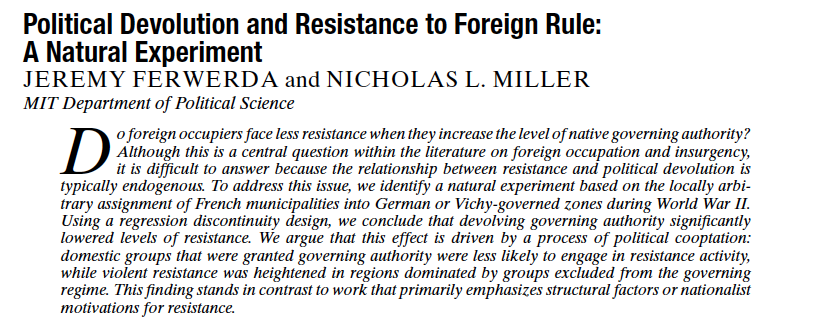 Political Devolution and Resistance to Foreign Rule:
A Natural Experiment
JEREMY FERWERDA and NICHOLAS L. MILLER
MIT Department of Political Science
Do foreign occupiers face less resistance when they increase the level of native governing authority?
Although this is a central question within the literature on foreign occupation and insurgency,
it is difficult to answer because the relationship between resistance and political devolution is
typically endogenous. To address this issue, we identify a natural experiment based on the locally arbi-
trary assignment of French municipalities into German or Vichy-governed zones during World War II.
Using a regression discontinuity design, we conclude that devolving governing authority significantly
lowered levels of resistance. We argue that this effect is driven by a process of political cooptation:
domestic groups that were granted governing authority were less likely to engage in resistance activity,
while violent resistance was heightened in regions dominated by groups excluded from the governing
regime. This finding stands in contrast to work that primarily emphasizes structural factors or nationalist
motivations for resistance.